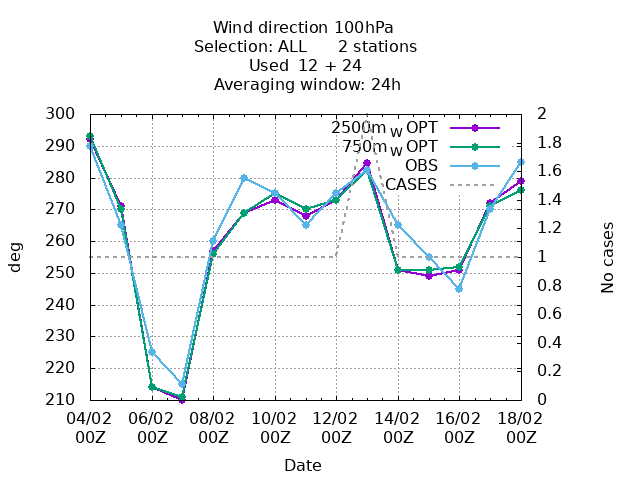 Wind direction 100hPa
Selection: ALL 2 stations
Used 12 + 24
Averaging window: 24h
300 2
290 2500m W OPT 1.8
750m W OPT
280 OBS 1.6
CASES
270 1.4
260 1.2
deg 250 1 No cases
240 0.8
230 0.6
220 0.4
0.2
210 0
04/02 06/02 08/02 10/02 12/02 14/02 16/02 18/02
00Z 00Z 00Z 00Z 00Z 00Z 00Z 00Z
Date